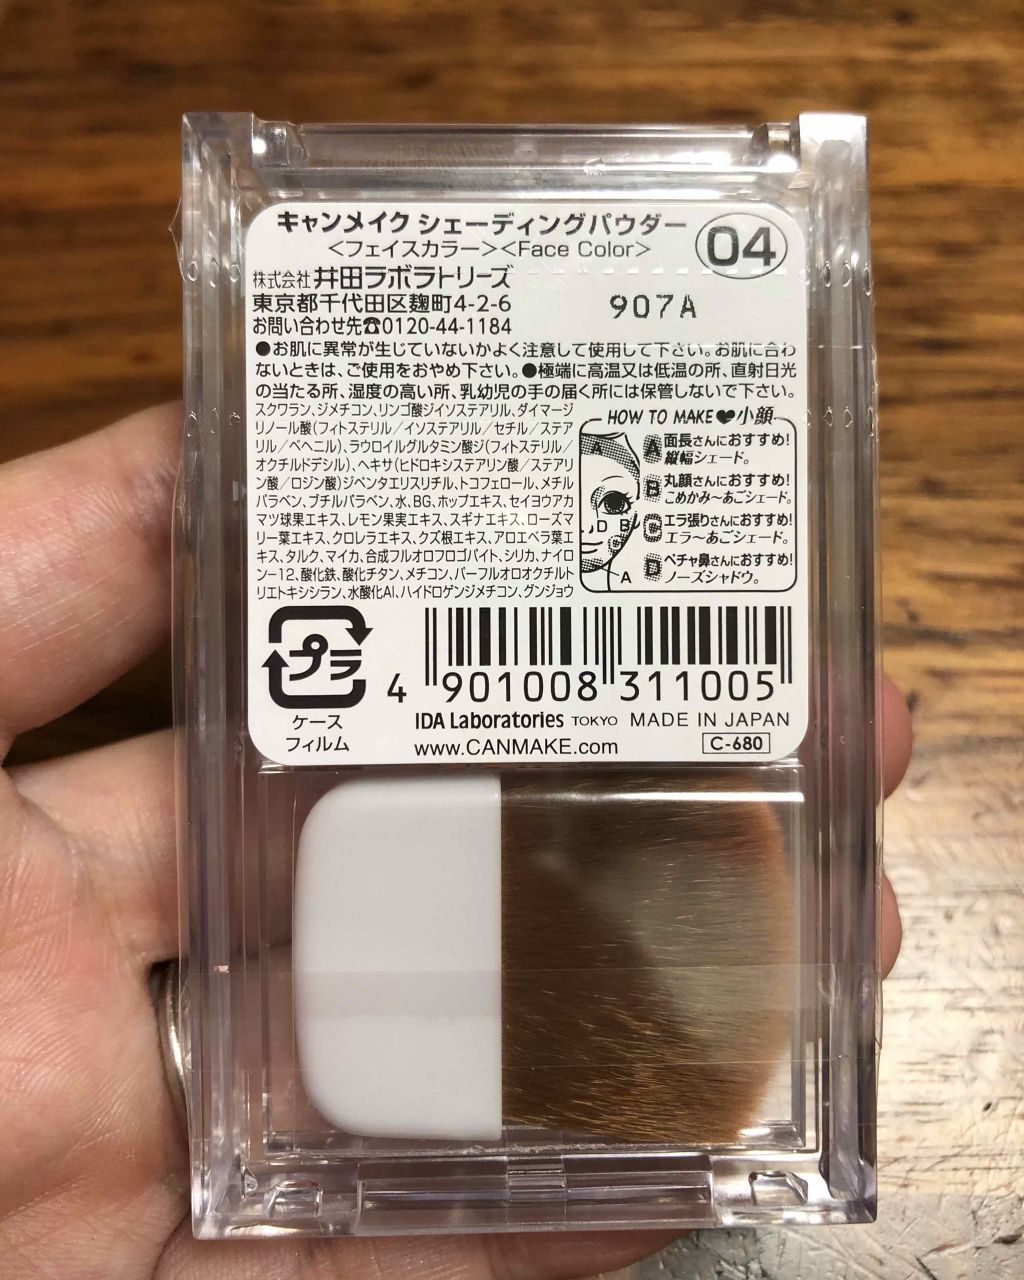 キャンメイク シェーディングパウダー
<フェイスカラー><Face Color>
04
株式会社 井田ラボラトリーズ
東京都千代田区麹町4-2-6
お問い合わせ先☎0120-44-1184
907A
●お肌に異常が生じていないかよく注意して使用して下さい。お肌に合わ
ないときは、ご使用をおやめ下さい。●極端に高温又は低温の所、直射日光
の当たる所、湿度の高い所、乳幼児の手の届く所には保管しないで下さい。
スクワラン、ジメチコン、リンゴ酸ジイソステアリル、ダイマージ
リノール酸(フィトステリル/イソステアリル/セチル/ステア
リル/ベヘニル)、ラウロイルグルタミン酸ジ(フィトステリル/
オクチルドデシル)、ヘキサ(ヒドロキシステアリン酸/ステアリ
ン酸/ロジン酸)ジペンタエリスリチル、トコフェロール、メチル
パラベン、ブチルパラベン、水、BG、ホップエキス、セイヨウアカ
マツ球果エキス、レモン果実エキス、スギナエキス、ローズマ
リー葉エキス、クロレラエキス、クズ根エキス、アロエベラ葉エ
キス、タルク、マイカ、合成フルオロフロゴパイト、シリカ、ナイロ
ン-12、酸化鉄、酸化チタン、メチコン、パーフルオロオクチルト
リエトキシシラン、水酸化Al、ハイドロゲンジメチコン、グンジョウ
HOW TO MAKE♥小顔
A 面長さんにおすすめ!
縦幅シェード。
B 丸顔さんにおすすめ!
こめかみ〜あごシェード。
C エラ張りさんにおすすめ!
エラ〜あごシェード。
D ペチャ鼻さんにおすすめ!
ノーズシャドウ。
A
D B
C
A
プラ
ケース
フィルム
4 901008 311005
IDA Laboratories TOKYO MADE IN JAPAN
www.CANMAKE.com
C-680